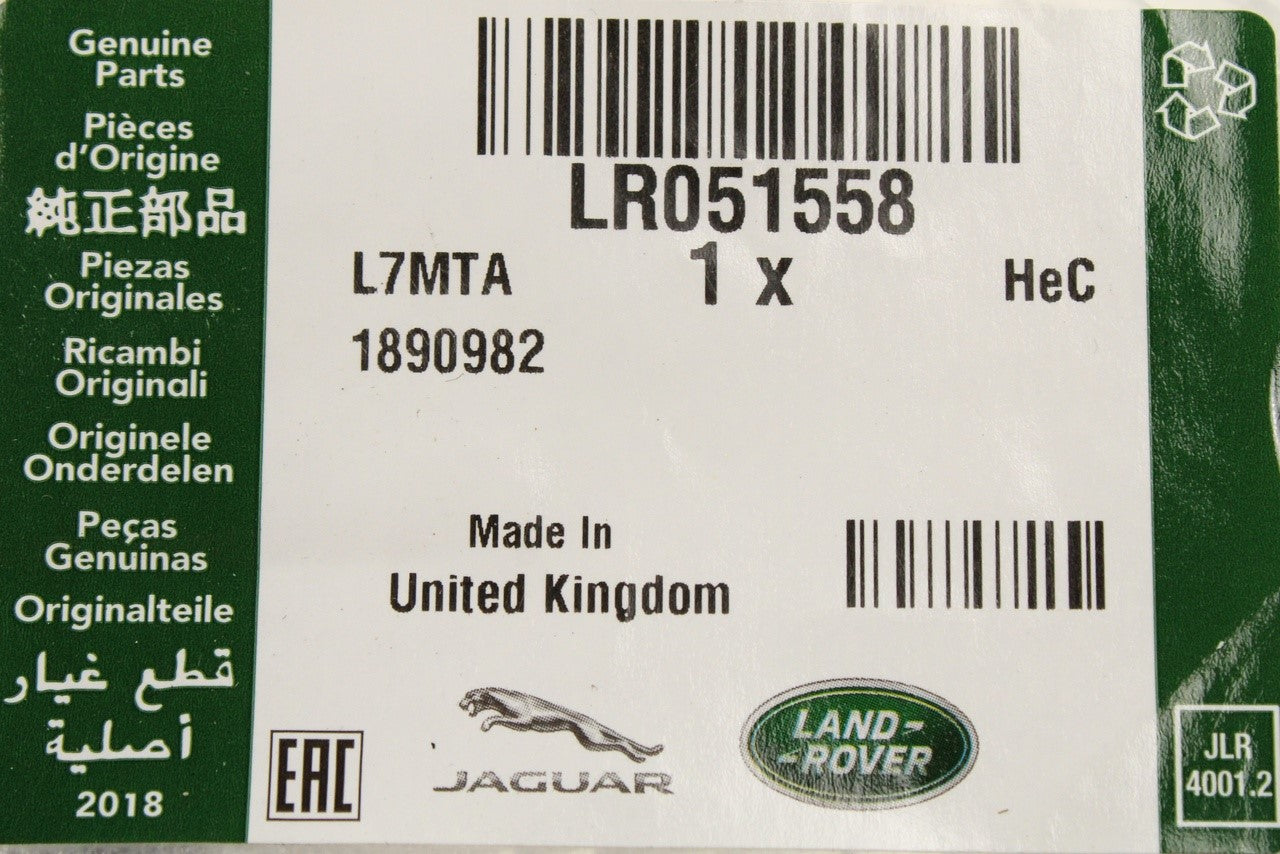 Genuine
Parts
Pièces
d'Origine
純正部品
Piezas
Originales
Ricambi
Originali
Originele
Onderdelen
Peças
Genuinas
Originalteile
قطع غيار
أصلية
2018
LR051558
L7MTA
1 x
HeC
1890982
Made In
United Kingdom
EAC
JAGUAR
LAND-
-ROVER
JLR
4001.2